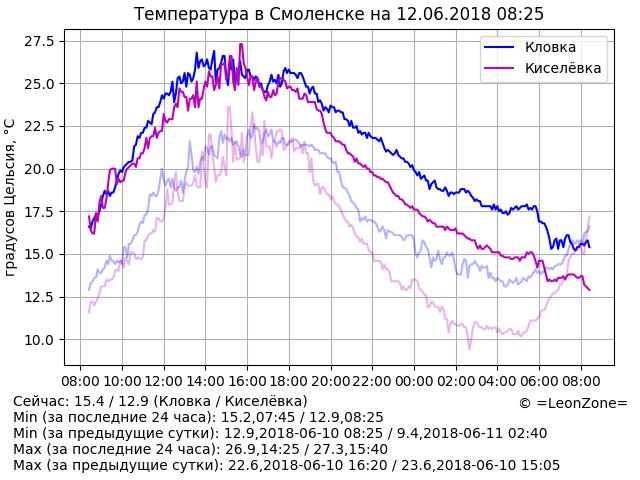 Температура в Смоленске на 12.06.2018 08:25
27.5
25.0
22.5
20.0
17.5
15.0
12.5
10.0
градусов Цельсия, °C
Кловка
Киселёвка
08:00 10:00 12:00 14:00 16:00 18:00 20:00 22:00 00:00 02:00 04:00 06:00 08:00
Сейчас: 15.4 / 12.9 (Кловка / Киселёвка)
© =LeonZone=
Min (за последние 24 часа): 15.2,07:45 / 12.9,08:25
Min (за предыдущие сутки): 12.9,2018-06-10 08:25 / 9.4,2018-06-11 02:40
Max (за последние 24 часа): 26.9,14:25 / 27.3,15:40
Max (за предыдущие сутки): 22.6,2018-06-10 16:20 / 23.6,2018-06-10 15:05